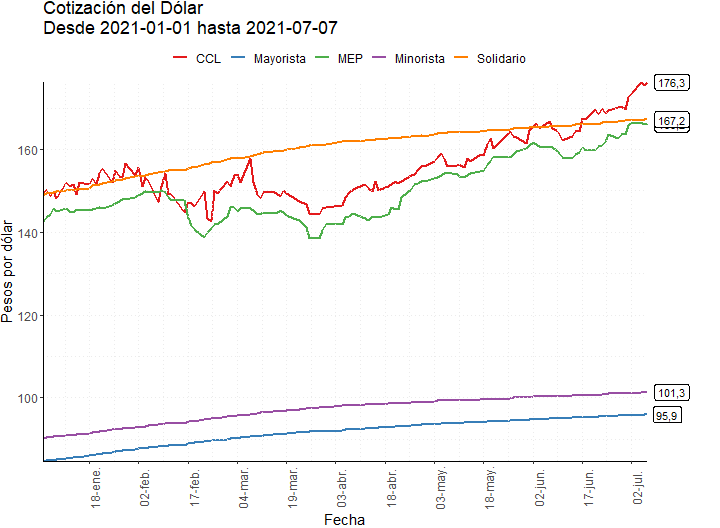 Cotización del Dólar
Desde 2021-01-01 hasta 2021-07-07
CCL Mayorista MEP Minorista Solidario
Pesos por dólar
160
140
120
100
176,3
167,2
101,3
95,9
18-ene. 02-feb. 17-feb. 04-mar. 19-mar. 03-abr. 18-abr. 03-may. 18-may. 02-jun. 17-jun. 02-jul.
Fecha